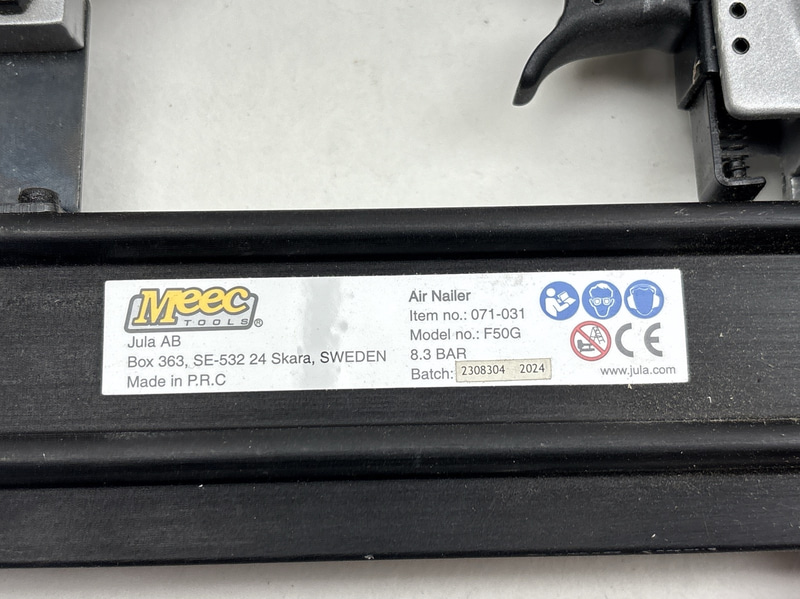 Meec
TOOLS®
Jula AB
Box 363, SE-532 24 Skara, SWEDEN
Made in P.R.C
Air Nailer
Item no.: 071-031
Model no.: F50G
8.3 BAR
Batch: 2308304 2024
CE
www.jula.com